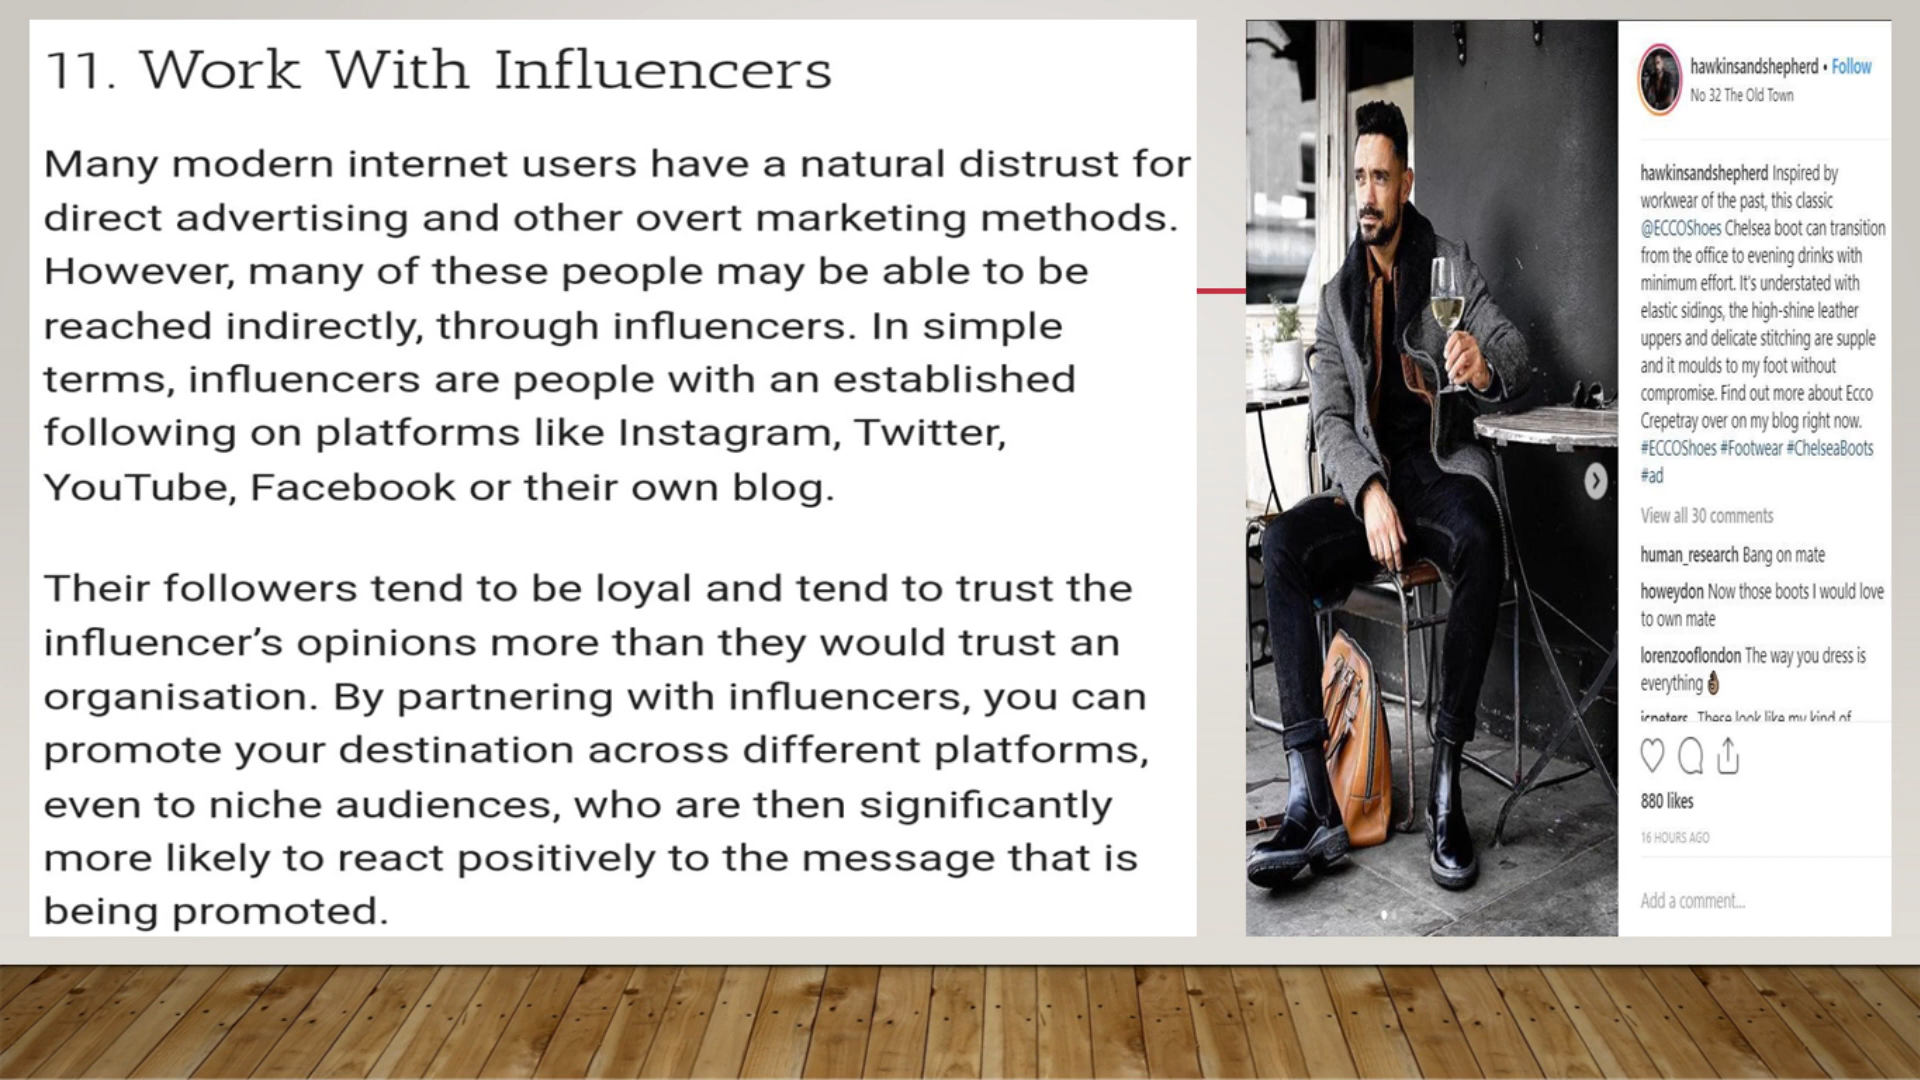 11. Work With Influencers
Many modern internet users have a natural distrust for
direct advertising and other overt marketing methods.
However, many of these people may be able to be
reached indirectly, through influencers. In simple
terms, influencers are people with an established
following on platforms like Instagram, Twitter,
YouTube, Facebook or their own blog.
Their followers tend to be loyal and tend to trust the
influencer’s opinions more than they would trust an
organisation. By partnering with influencers, you can
promote your destination across different platforms,
even to niche audiences, who are then significantly
more likely to react positively to the message that is
being promoted.
hawkinsandshepherd • Follow
No 32 The Old Town
hawkinsandshepherd Inspired by
workwear of the past, this classic
@ECCOShoes Chelsea boot can transition
from the office to evening drinks with
minimum effort. It's understated with
elastic sidings, the high-shine leather
uppers and delicate stitching are supple
and it moulds to my foot without
compromise. Find out more about Ecco
Crepetray over on my blog right now.
#ECCOShoes #Footwear #ChelseaBoots
#ad
View all 30 comments
human_research Bang on mate
howeydon Now those boots I would love
to own mate
lorenzooflondon The way you dress is
everything 👌🏿
These look like my kind of
880 likes
16 HOURS AGO
Add a comment...